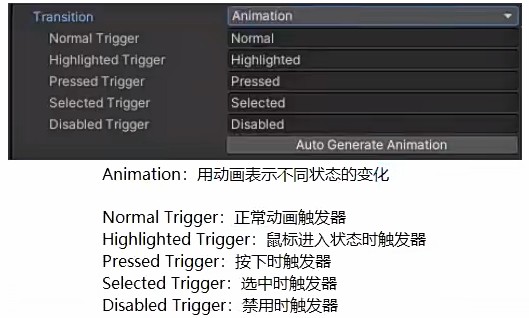 Transition Animation
Normal Trigger Normal
Highlighted Trigger Highlighted
Pressed Trigger Pressed
Selected Trigger Selected
Disabled Trigger Disabled
Auto Generate Animation
Animation：用动画表示不同状态的变化
Normal Trigger：正常动画触发器
Highlighted Trigger：鼠标进入状态时触发器
Pressed Trigger：按下时触发器
Selected Trigger：选中时触发器
Disabled Trigger：禁用时触发器